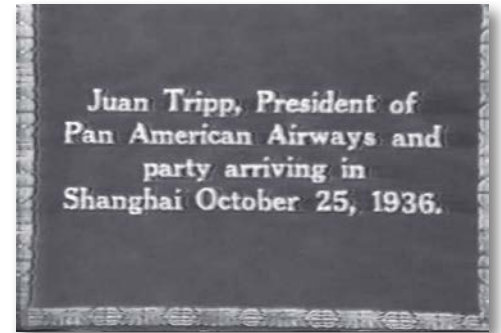 Juan Tripp, President of
Pan American Airways and
party arriving in
Shanghai October 25, 1936.